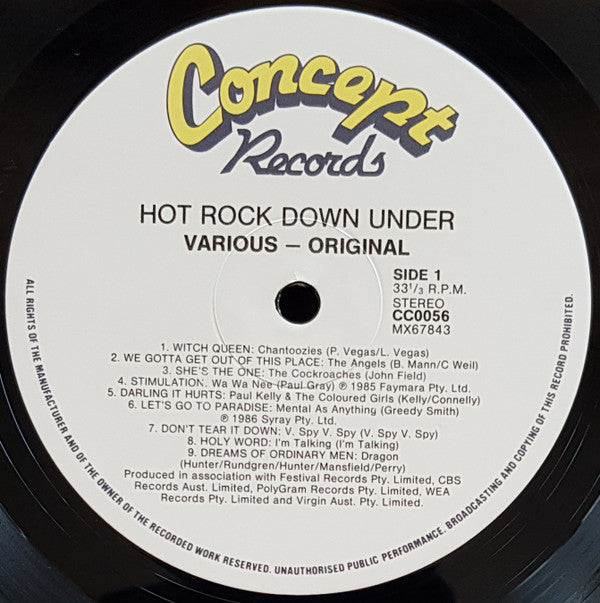 Concept
Records
HOT ROCK DOWN UNDER
VARIOUS – ORIGINAL
SIDE 1
33 1/3 R.P.M.
STEREO
CC0056
MX67843
1. WITCH QUEEN: Chantoozies (P. Vegas/L. Vegas)
2. WE GOTTA GET OUT OF THIS PLACE: The Angels (B. Mann/C Weil)
3. SHE'S THE ONE: The Cockroaches (John Field)
4. STIMULATION. Wa Wa Nee (Paul Gray) ℗ 1985 Faymara Pty. Ltd.
5. DARLING IT HURTS: Paul Kelly & The Coloured Girls (Kelly/Connelly)
6. LET'S GO TO PARADISE: Mental As Anything (Greedy Smith)
℗ 1986 Syray Pty. Ltd.
7. DON'T TEAR IT DOWN: V. Spy V. Spy (V. Spy V. Spy)
8. HOLY WORD: I'm Talking (I'm Talking)
9. DREAMS OF ORDINARY MEN: Dragon
(Hunter/Rundgren/Hunter/Mansfield/Perry)
Produced in association with Festival Records Pty. Limited, CBS
Records Aust. Limited, PolyGram Records Pty. Limited, WEA
Records Pty. Limited and Virgin Aust. Pty. Limited.
ALL RIGHTS OF THE MANUFACTURER AND OF THE OWNER OF THE RECORDED WORK RESERVED. UNAUTHORISED PUBLIC PERFORMANCE, BROADCASTING AND COPYING OF THIS RECORD PROHIBITED.